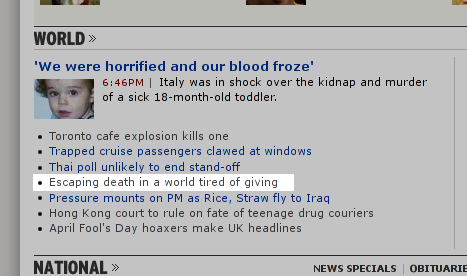 WORLD »
'We were horrified and our blood froze'
6:46PM | Italy was in shock over the kidnap and murder
of a sick 18-month-old toddler.
• Toronto cafe explosion kills one
• Trapped cruise passengers clawed at windows
• Thai poll unlikely to end stand-off
• Escaping death in a world tired of giving
• Pressure mounts on PM as Rice, Straw fly to Iraq
• Hong Kong court to rule on fate of teenage drug couriers
• April Fool's Day hoaxers make UK headlines
NATIONAL »
NEWS SPECIALS | OBITUARIE